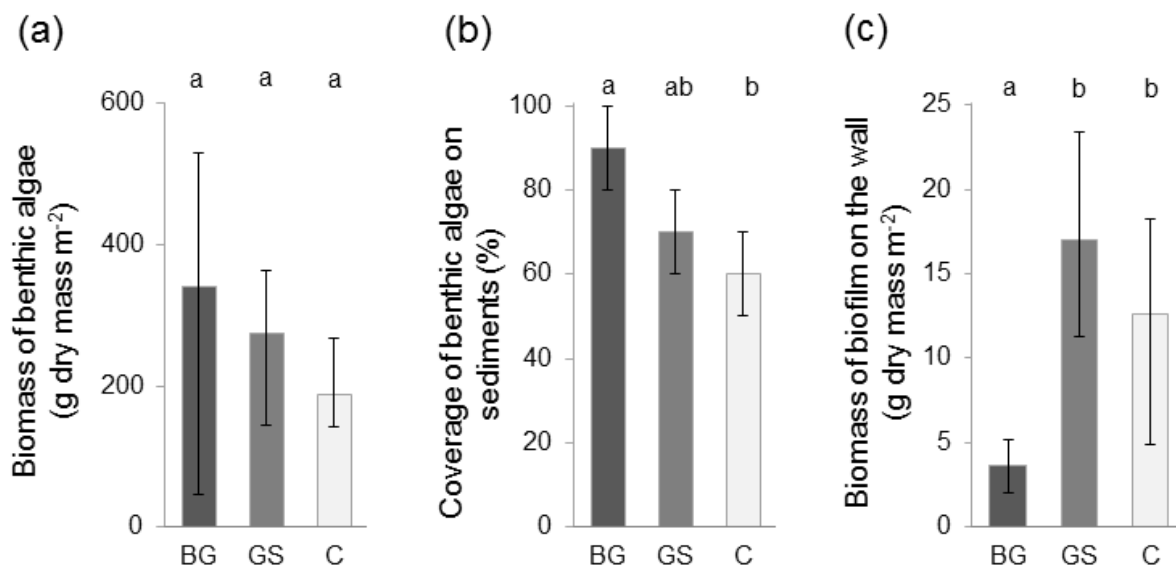 (a)
Biomass of benthic algae
(g dry mass m⁻²)
a a a
600
400
200
0
BG GS C
(b)
Coverage of benthic algae on
sediments (%)
a ab b
100
80
60
40
20
0
BG GS C
(c)
Biomass of biofilm on the wall
(g dry mass m⁻²)
a b b
25
20
15
10
5
0
BG GS C